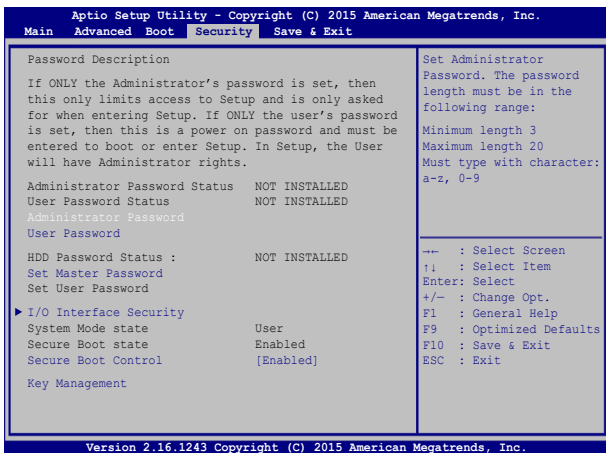 Aptio Setup Utility - Copyright (C) 2015 American Megatrends, Inc.
Main Advanced Boot Security Save & Exit
Password Description
If ONLY the Administrator's password is set, then
this only limits access to Setup and is only asked
for when entering Setup. If ONLY the user's password
is set, then this is a power on password and must be
entered to boot or enter Setup. In Setup, the User
will have Administrator rights.
Administrator Password Status NOT INSTALLED
User Password Status NOT INSTALLED
Administrator Password
User Password
HDD Password Status : NOT INSTALLED
Set Master Password
Set User Password
I/O Interface Security
System Mode state User
Secure Boot state Enabled
Secure Boot Control [Enabled]
Key Management
Set Administrator
Password. The password
length must be in the
following range:
Minimum length 3
Maximum length 20
Must type with character:
a-z, 0-9
→← : Select Screen
↑↓ : Select Item
Enter: Select
+/— : Change Opt.
F1 : General Help
F9 : Optimized Defaults
F10 : Save & Exit
ESC : Exit
Version 2.16.1243 Copyright (C) 2015 American Megatrends, Inc.